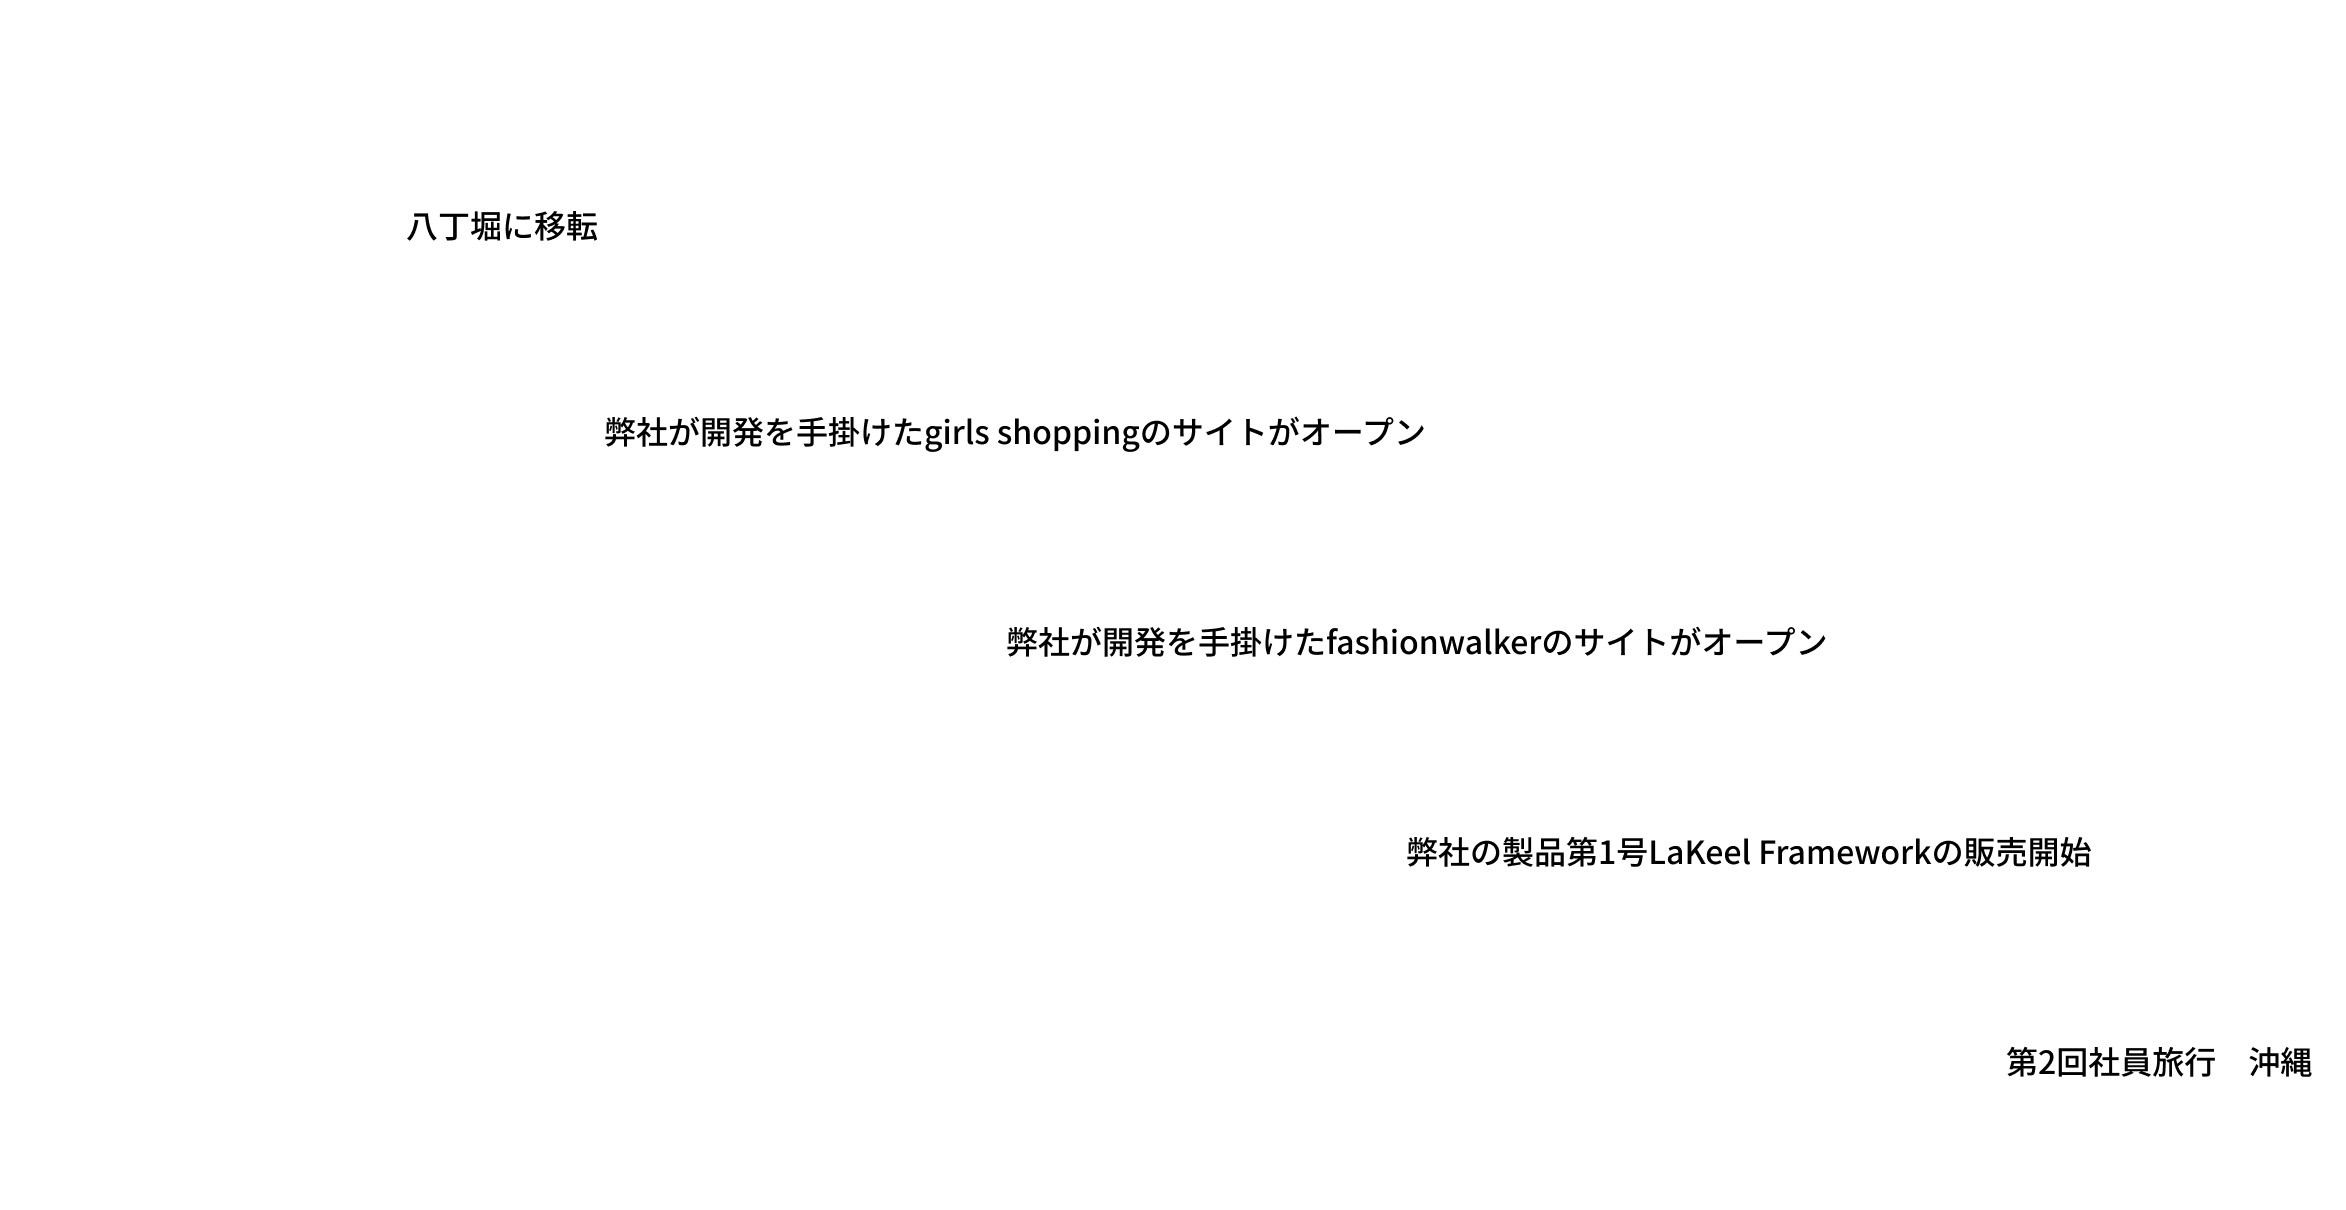 八丁堀に移転
弊社が開発を手掛けたgirls shoppingのサイトがオープン
弊社が開発を手掛けたfashionwalkerのサイトがオープン
弊社の製品第1号LaKeel Frameworkの販売開始
第2回社員旅行　沖縄